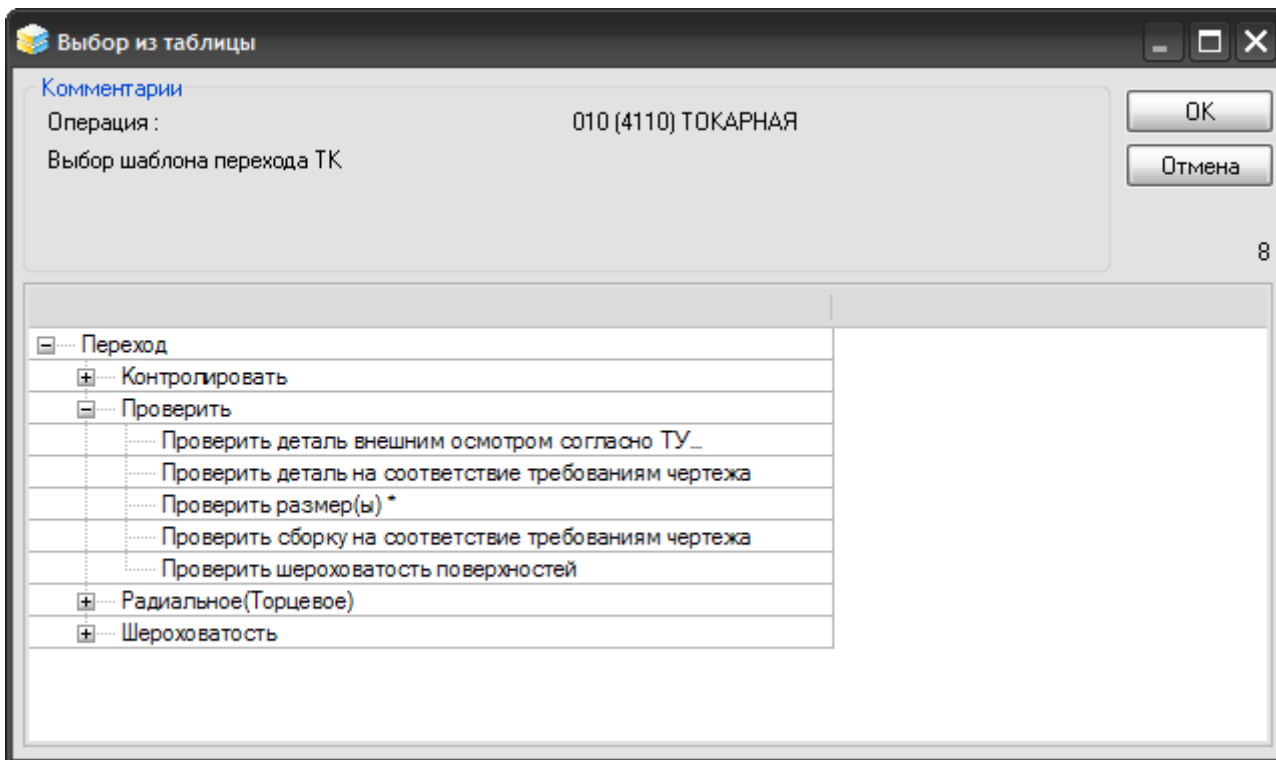 Выбор из таблицы
Комментарии
Операция : 010 (4110) ТОКАРНАЯ
Выбор шаблона перехода ТК
OK
Отмена
8
Переход
Контролировать
Проверить
Проверить деталь внешним осмотром согласно ТУ...
Проверить деталь на соответствие требованиям чертежа
Проверить размер(ы) *
Проверить сборку на соответствие требованиям чертежа
Проверить шероховатость поверхностей
Радиальное(Торцевое)
Шероховатость